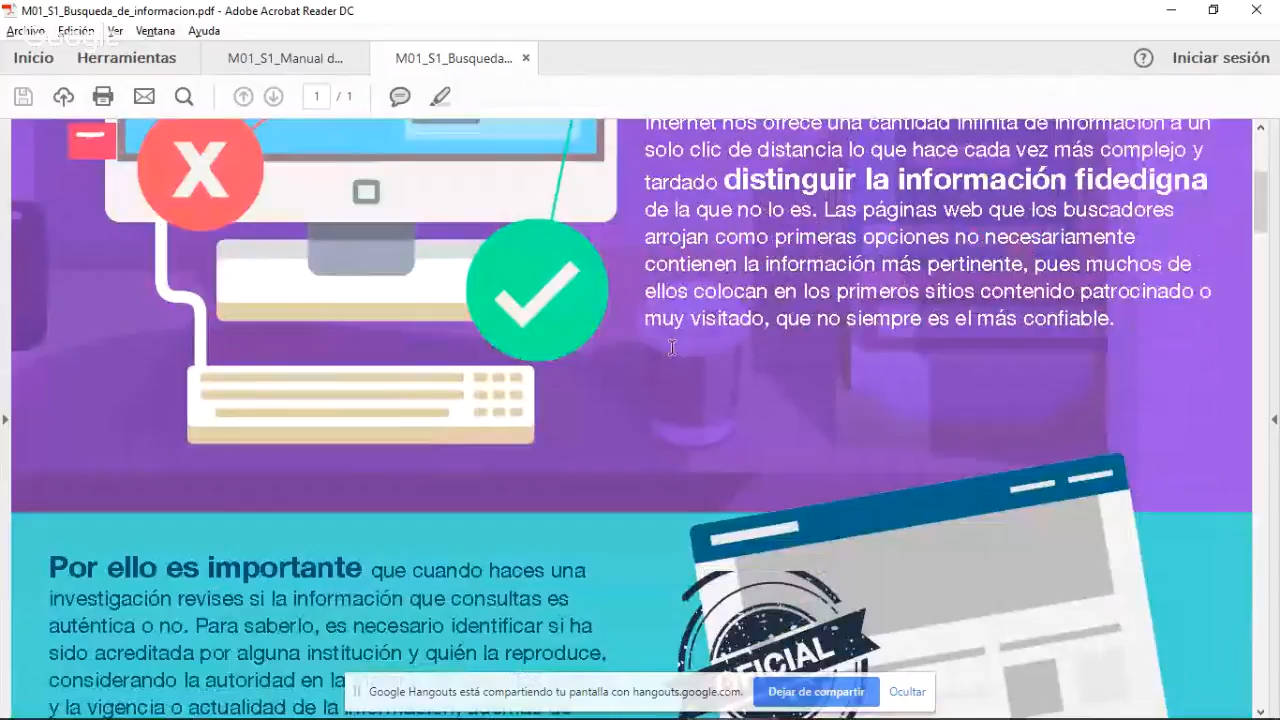 M01_S1_Busqueda_de_informacion.pdf - Adobe Acrobat Reader DC
Archivo Edición Ver Ventana Ayuda
Google
Inicio Herramientas M01_S1_Manual d... M01_S1_Busqueda... × ? Iniciar sesión
1 / 1
Internet nos ofrece una cantidad infinita de información a un
solo clic de distancia lo que hace cada vez más complejo y
tardado distinguir la información fidedigna
de la que no lo es. Las páginas web que los buscadores
arrojan como primeras opciones no necesariamente
contienen la información más pertinente, pues muchos de
ellos colocan en los primeros sitios contenido patrocinado o
muy visitado, que no siempre es el más confiable.
X
Por ello es importante que cuando haces una
investigación revises si la información que consultas es
auténtica o no. Para saberlo, es necesario identificar si ha
sido acreditada por alguna institución y quién la reproduce,
considerando la autoridad en la
y la vigencia o actualidad de la información, además de
OFICIAL
Google Hangouts está compartiendo tu pantalla con hangouts.google.com. Dejar de compartir Ocultar